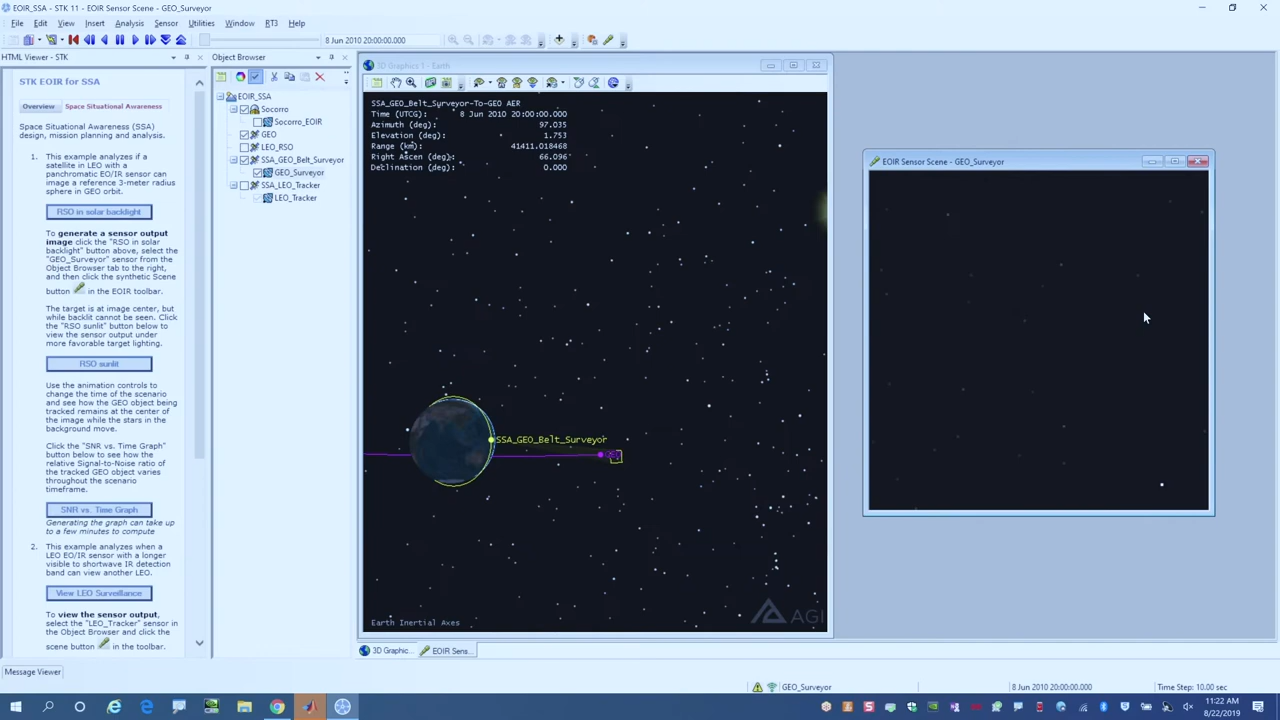 EOIR_SSA - STK 11 - EOIR Sensor Scene - GEO_Surveyor
File Edit View Insert Analysis Sensor Utilities Window RT3 Help
8 Jun 2010 20:00:00.000
HTML Viewer - STK
Object Browser
3D Graphics 1 - Earth
STK EOIR for SSA
Overview Space Situational Awareness
Space Situational Awareness (SSA)
design, mission planning and analysis.
1. This example analyzes if a
satellite in LEO with a
panchromatic EO/IR sensor can
image a reference 3-meter radius
sphere in GEO orbit.
RSO in solar backlight
To generate a sensor output
image click the "RSO in solar
backlight" button above, select the
"GEO_Surveyor" sensor from the
Object Browser tab to the right,
and then click the synthetic Scene
button in the EOIR toolbar.
The target is at image center, but
while backlit cannot be seen. Click
the "RSO sunlit" button below to
view the sensor output under
more favorable target lighting.
RSO sunlit
Use the animation controls to
change the time of the scenario
and see how the GEO object being
tracked remains at the center of
the image while the stars in the
background move.
Click the "SNR vs. Time Graph"
button below to see how the
relative Signal-to-Noise ratio of
the tracked GEO object varies
throughout the scenario
timeframe.
SNR vs. Time Graph
Generating the graph can take up
to a few minutes to compute
2. This example analyzes when a
LEO EO/IR sensor with a longer
visible to shortwave IR detection
band can view another LEO.
View LEO Surveillance
To view the sensor output,
select the "LEO_Tracker" sensor in
the Object Browser and click the
scene button in the toolbar.
EOIR_SSA
Socorro
Socorro_EOIR
GEO
LEO_RSO
SSA_GEO_Belt_Surveyor
GEO_Surveyor
SSA_LEO_Tracker
LEO_Tracker
SSA_GEO_Belt_Surveyor-To-GEO AER
Time (UTCG): 8 Jun 2010 20:00:00.000
Azimuth (deg): 97.035
Elevation (deg): 1.753
Range (km): 41411.018468
Right Ascen (deg): 66.096
Declination (deg): 0.000
SSA_GEO_Belt_Surveyor
AGI
Earth Inertial Axes
EOIR Sensor Scene - GEO_Surveyor
3D Graphic... EOIR Sens...
Message Viewer
GEO_Surveyor
8 Jun 2010 20:00:00.000
Time Step: 10.00 sec
11:22 AM
8/22/2019